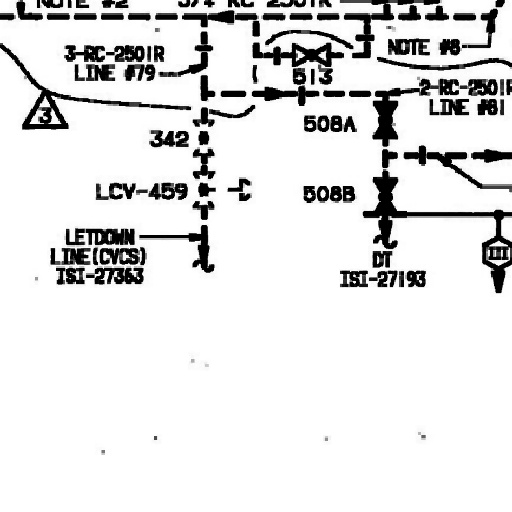 NOTE #2
3/4 RC 2501R
3-RC-2501R
LINE #79
NOTE #8
513
2-RC-2501R
LINE #81
3
508A
342
LCV-459
508B
LETDOWN
LINE(CVCS)
ISI-27363
DT
ISI-27193
III